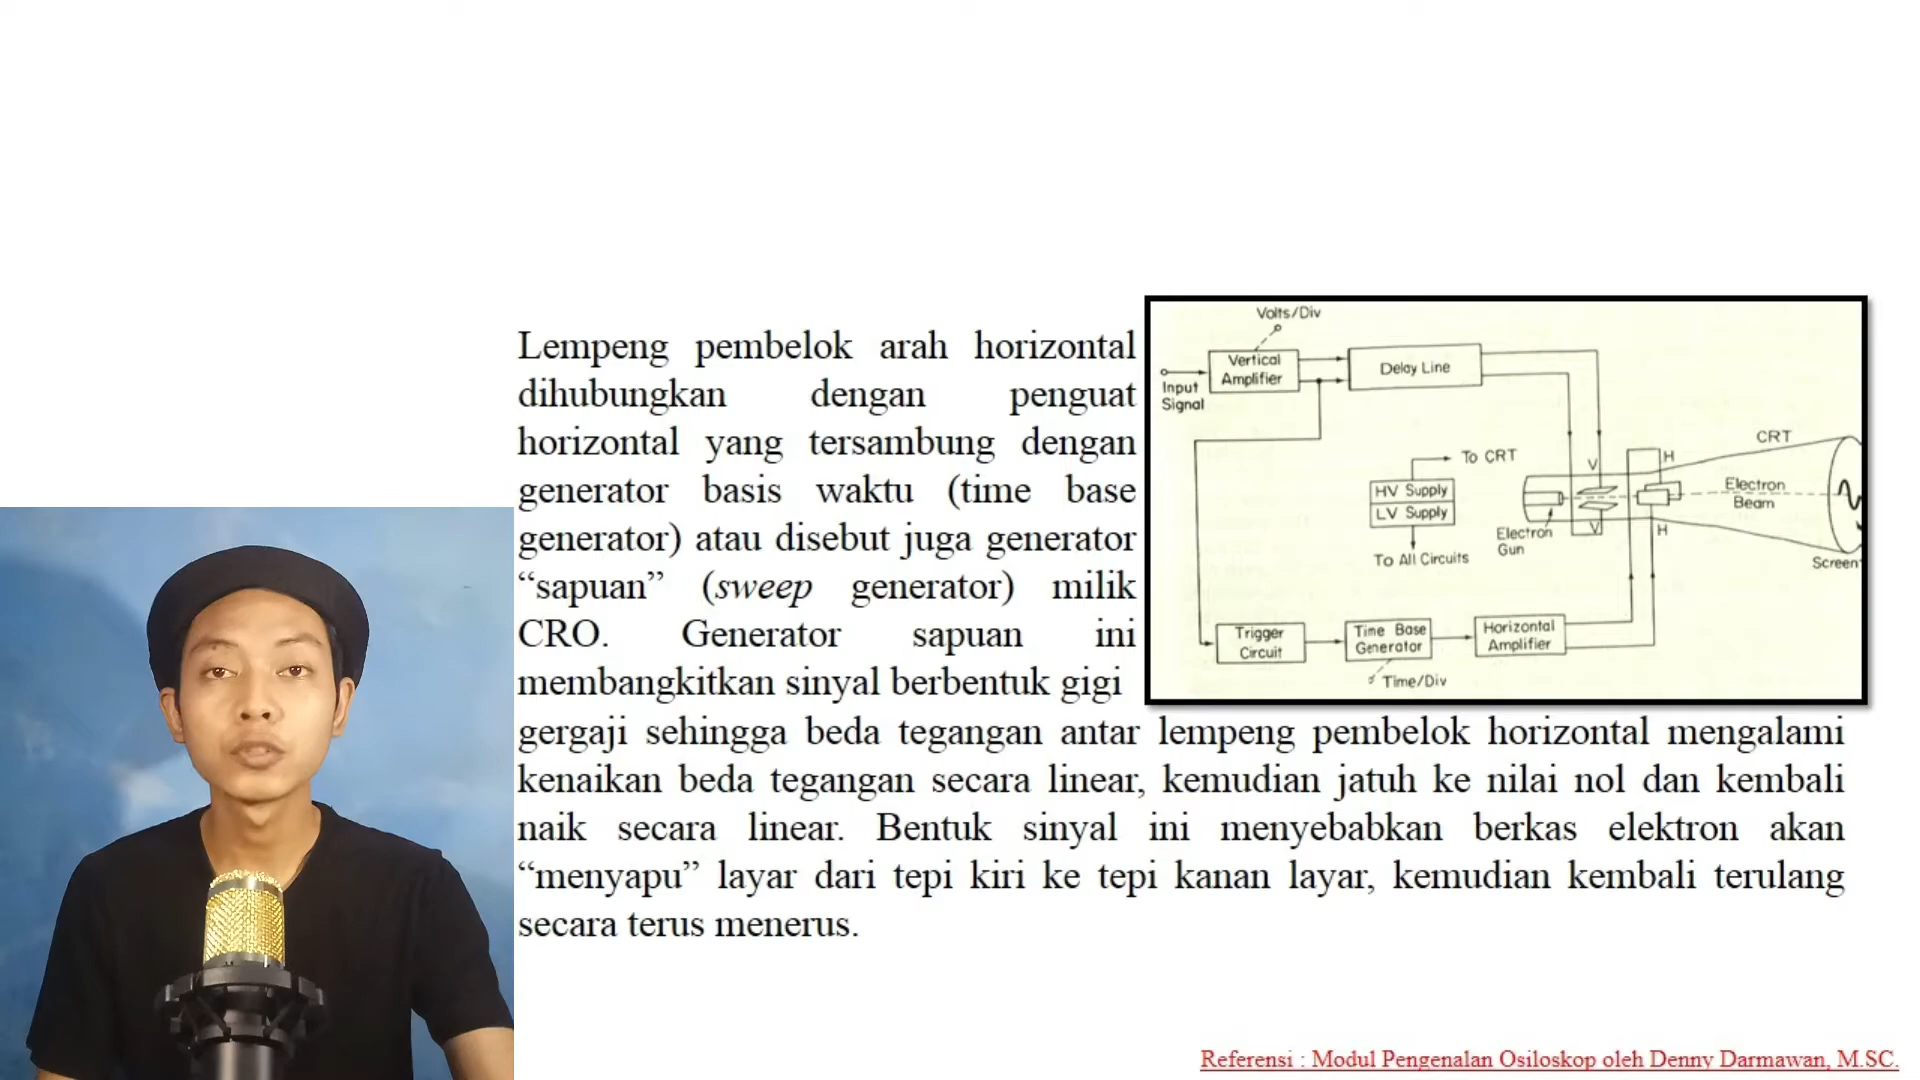 Lempeng pembelok arah horizontal
dihubungkan dengan penguat
horizontal yang tersambung dengan
generator basis waktu (time base
generator) atau disebut juga generator
“sapuan” (sweep generator) milik
CRO. Generator sapuan ini
membangkitkan sinyal berbentuk gigi
gergaji sehingga beda tegangan antar lempeng pembelok horizontal mengalami
kenaikan beda tegangan secara linear, kemudian jatuh ke nilai nol dan kembali
naik secara linear. Bentuk sinyal ini menyebabkan berkas elektron akan
“menyapu” layar dari tepi kiri ke tepi kanan layar, kemudian kembali terulang
secara terus menerus.
Volts/Div
Vertical
Amplifier
Delay Line
Input
Signal
To CRT
HV Supply
LV Supply
To All Circuits
CRT
V
H
Electron
Beam
Electron
Gun
V
H
Screen
Trigger
Circuit
Time Base
Generator
Horizontal
Amplifier
Time/Div
Referensi : Modul Pengenalan Osiloskop oleh Denny Darmawan, M.SC.